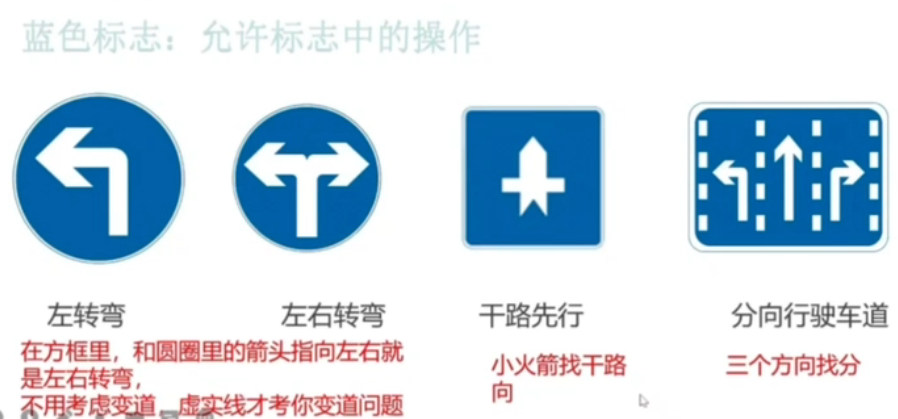 蓝色标志：允许标志中的操作
左转弯
左右转弯
干路先行
分向行驶车道
在方框里，和圆圈里的箭头指向左右就
是左右转弯，
不用考虑变道 虚实线才考你变道问题
小火箭找干路
向
三个方向找分